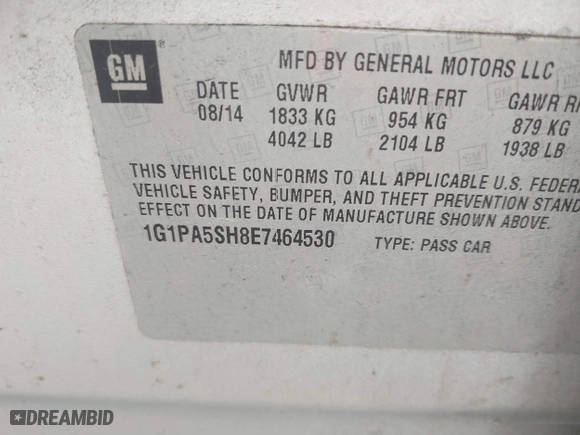 GM
MFD BY GENERAL MOTORS LLC
DATE GVWR GAWR FRT GAWR
08/14 1833 KG 954 KG 879 KG
4042 LB 2104 LB 1938 LB
THIS VEHICLE CONFORMS TO ALL APPLICABLE U.S.
VEHICLE SAFETY, BUMPER, AND THEFT PREVENTION
EFFECT ON THE DATE OF MANUFACTURE SHOWN ABOVE.
1G1PA5SH8E7464530 TYPE: PASS CAR
DREAMBID